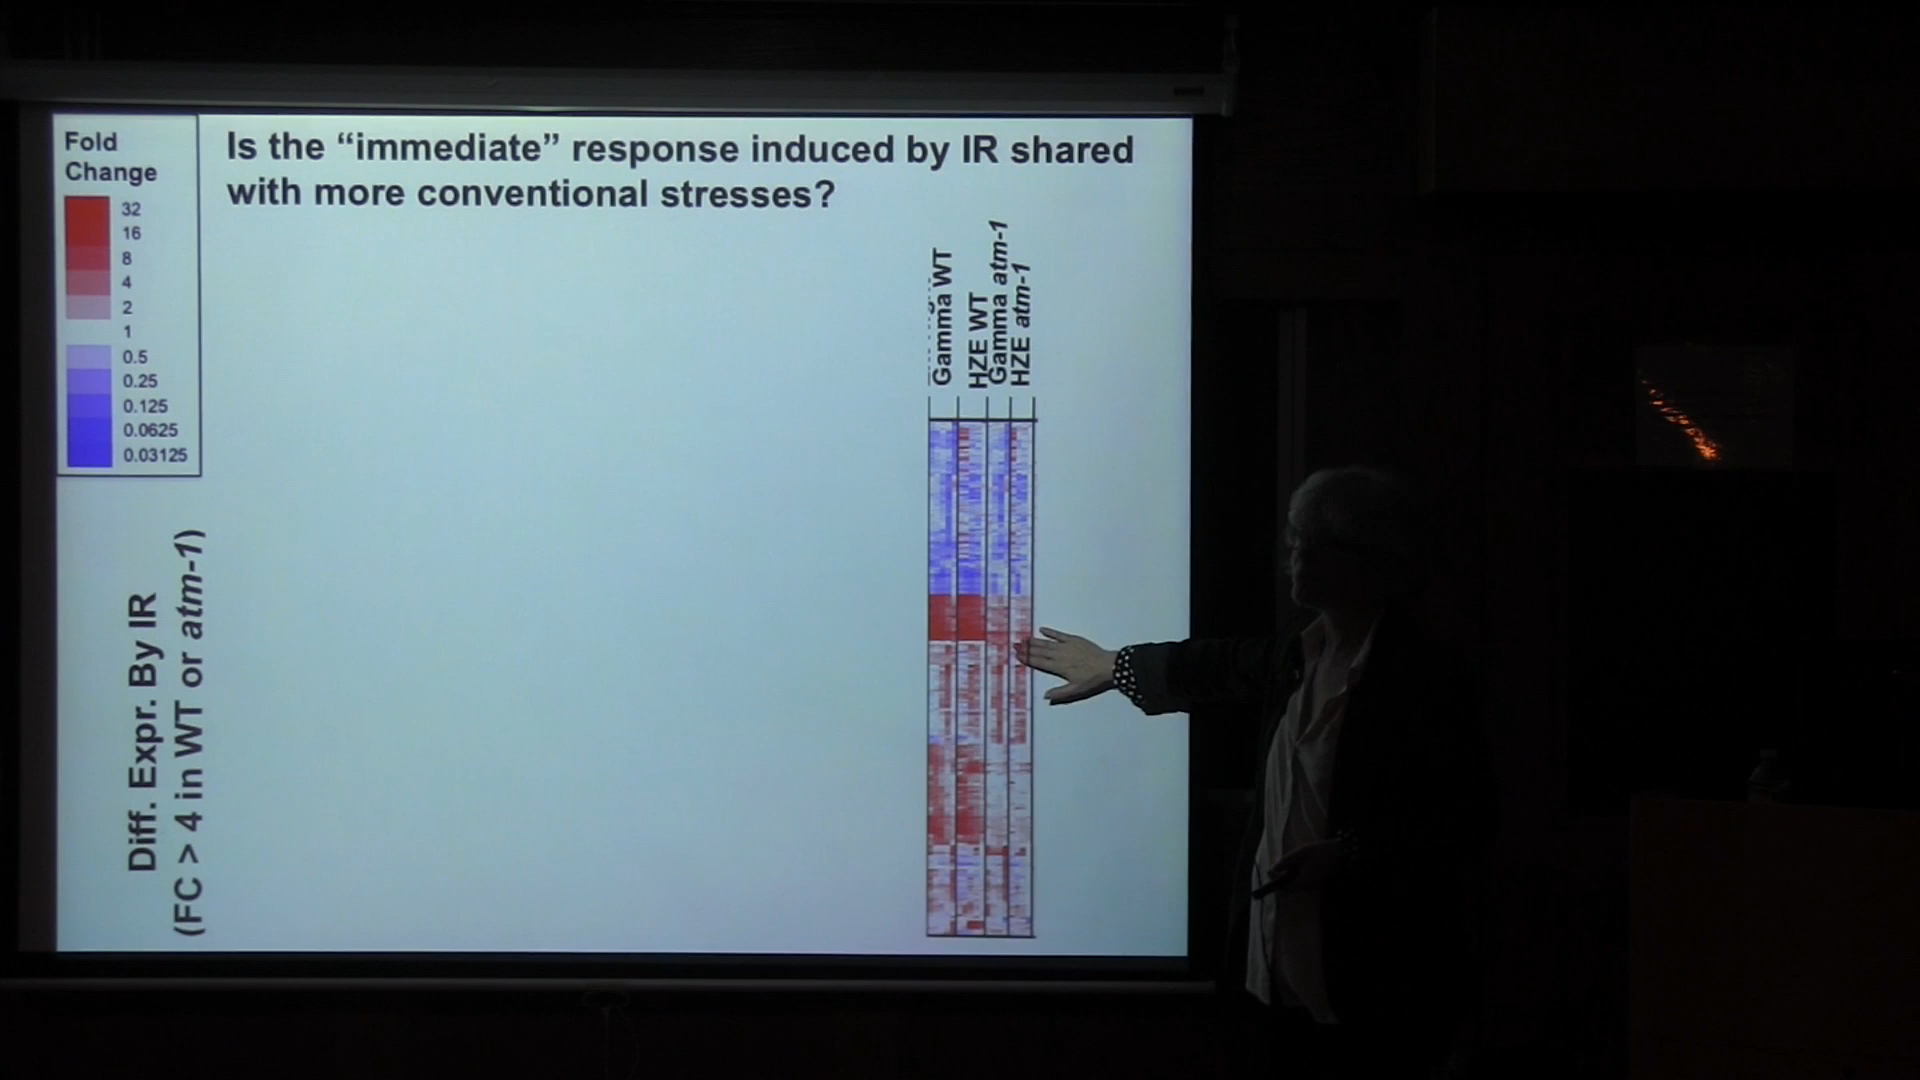 Fold
Change
32
16
8
4
2
1
0.5
0.25
0.125
0.0625
0.03125
Is the “immediate” response induced by IR shared
with more conventional stresses?
Gamma WT
HZE WT
Gamma atm-1
HZE atm-1
Diff. Expr. By IR
(FC > 4 in WT or atm-1)